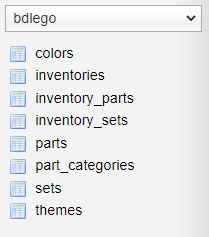 bdlego
colors
inventories
inventory_parts
inventory_sets
parts
part_categories
sets
themes